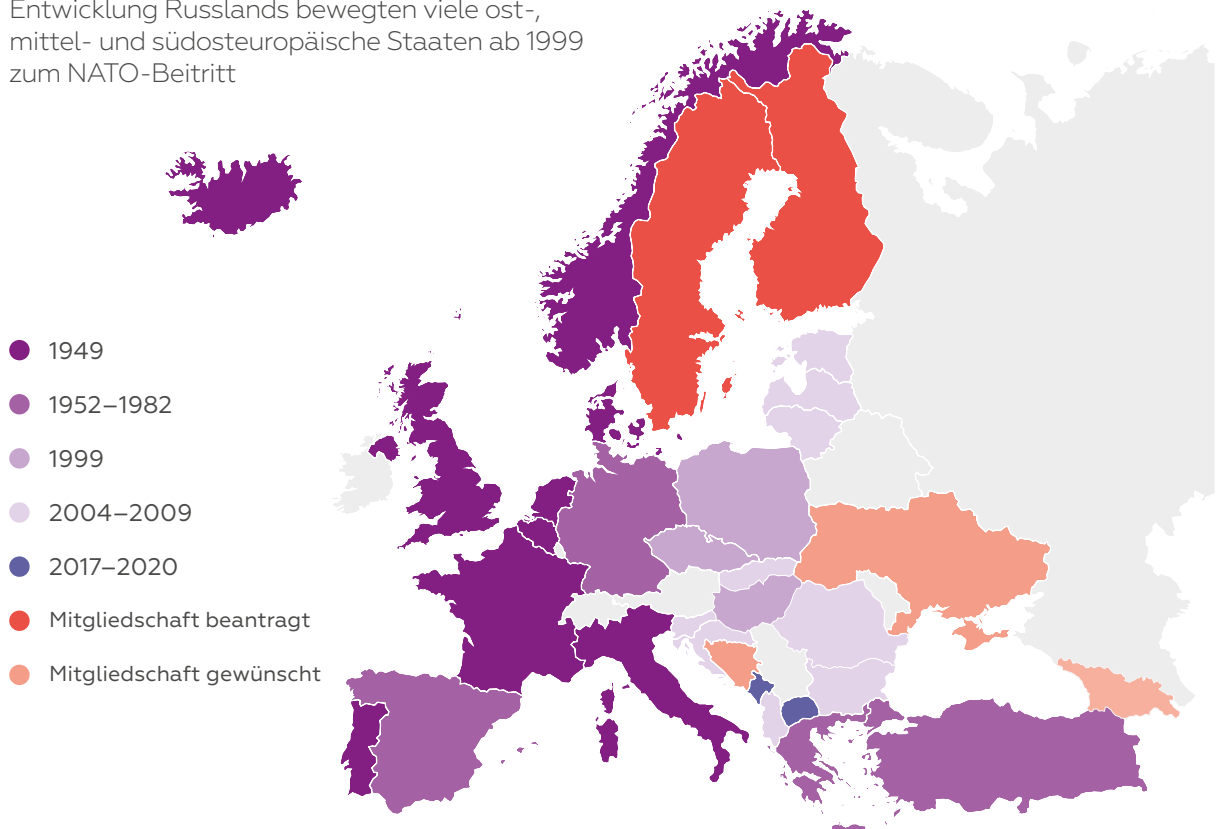 Entwicklung Russlands bewegten viele ost-,
mittel- und südosteuropäische Staaten ab 1999
zum NATO-Beitritt
1949
1952–1982
1999
2004–2009
2017–2020
Mitgliedschaft beantragt
Mitgliedschaft gewünscht